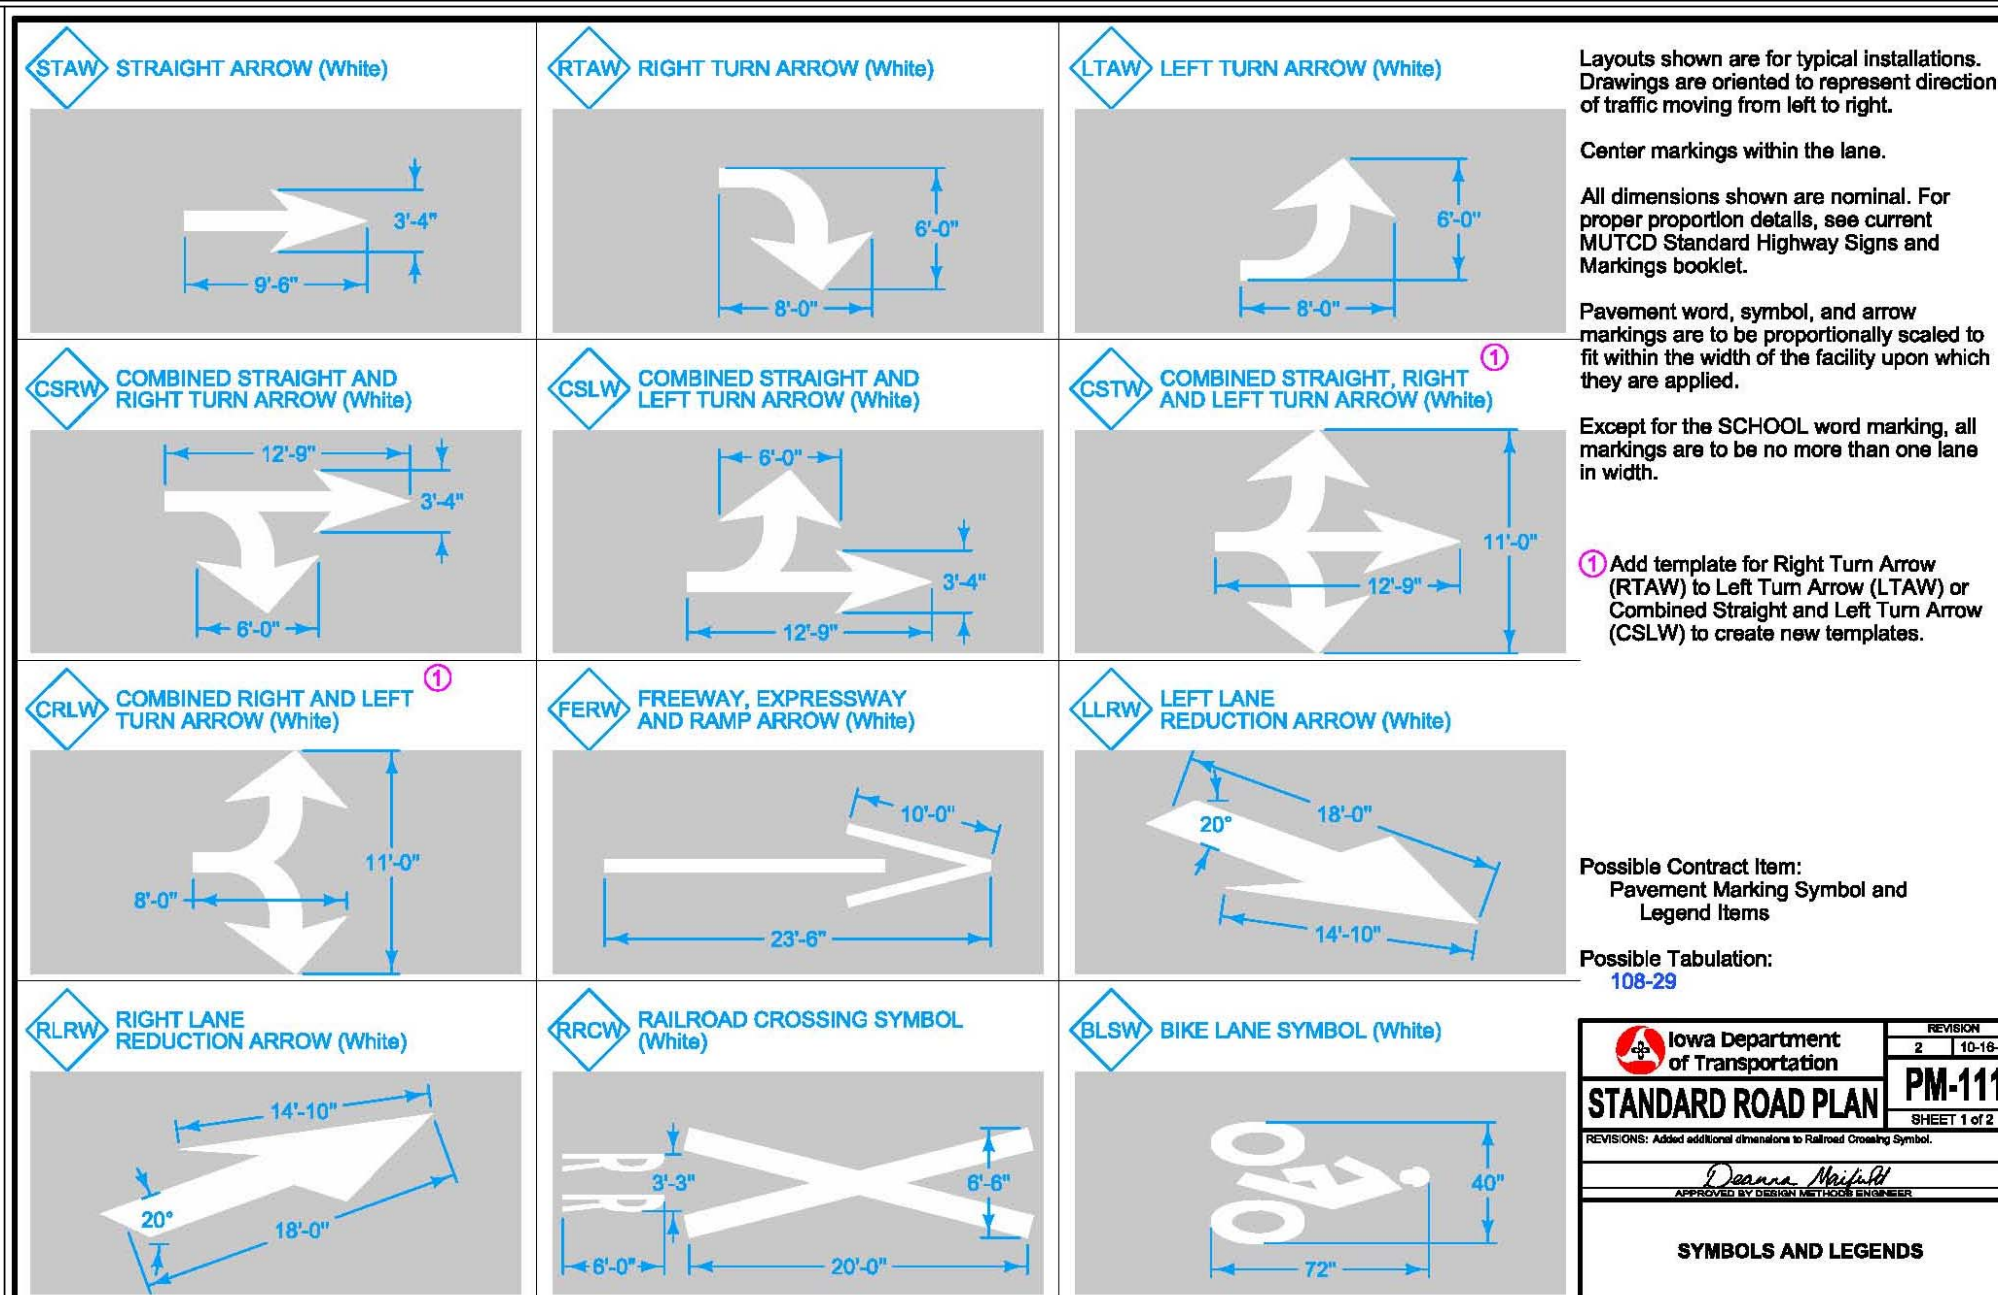 STAW STRAIGHT ARROW (White)
3'-4"
9'-6"
RTAW RIGHT TURN ARROW (White)
6'-0"
8'-0"
LTAW LEFT TURN ARROW (White)
6'-0"
8'-0"
CSRW COMBINED STRAIGHT AND
RIGHT TURN ARROW (White)
12'-9"
3'-4"
6'-0"
CSLW COMBINED STRAIGHT AND
LEFT TURN ARROW (White)
6'-0"
3'-4"
12'-9"
CSTW COMBINED STRAIGHT, RIGHT 1
AND LEFT TURN ARROW (White)
11'-0"
12'-9"
CRLW COMBINED RIGHT AND LEFT 1
TURN ARROW (White)
11'-0"
8'-0"
FERW FREEWAY, EXPRESSWAY
AND RAMP ARROW (White)
10'-0"
23'-6"
LLRW LEFT LANE
REDUCTION ARROW (White)
18'-0"
20°
14'-10"
RLRW RIGHT LANE
REDUCTION ARROW (White)
14'-10"
20°
18'-0"
RRCW RAILROAD CROSSING SYMBOL
(White)
R R
3'-3"
6'-6"
6'-0"
20'-0"
BLSW BIKE LANE SYMBOL (White)
40"
72"
Layouts shown are for typical installations.
Drawings are oriented to represent direction
of traffic moving from left to right.
Center markings within the lane.
All dimensions shown are nominal. For
proper proportion details, see current
MUTCD Standard Highway Signs and
Markings booklet.
Pavement word, symbol, and arrow
markings are to be proportionally scaled to
fit within the width of the facility upon which
they are applied.
Except for the SCHOOL word marking, all
markings are to be no more than one lane
in width.
1 Add template for Right Turn Arrow
(RTAW) to Left Turn Arrow (LTAW) or
Combined Straight and Left Turn Arrow
(CSLW) to create new templates.
Possible Contract Item:
Pavement Marking Symbol and
Legend Items
Possible Tabulation:
108-29
Iowa Department
of Transportation
REVISION
2 10-16-
STANDARD ROAD PLAN
PM-111
SHEET 1 of 2
REVISIONS: Added additional dimensions to Railroad Crossing Symbol.
Deanna Maifield
APPROVED BY DESIGN METHODS ENGINEER
SYMBOLS AND LEGENDS